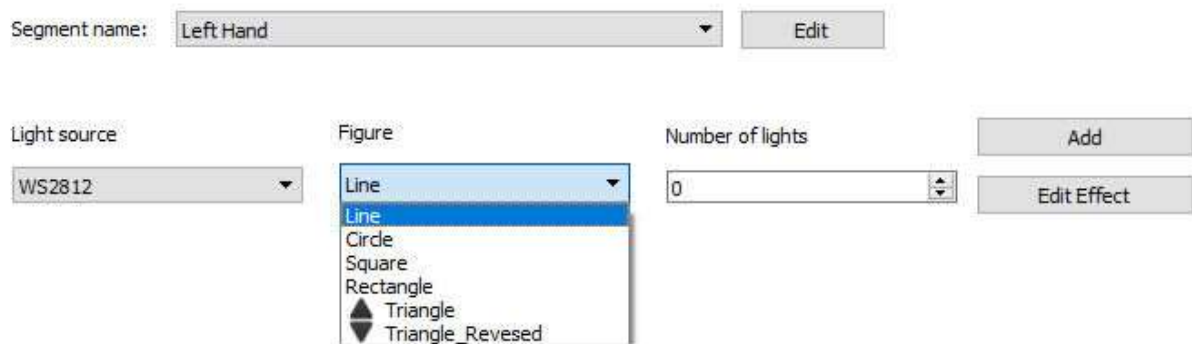 Segment name: Left Hand Edit
Light source Figure Number of lights Add
WS2812 Line 0 Edit Effect
Line
Circle
Square
Rectangle
Triangle
Triangle_Revesed